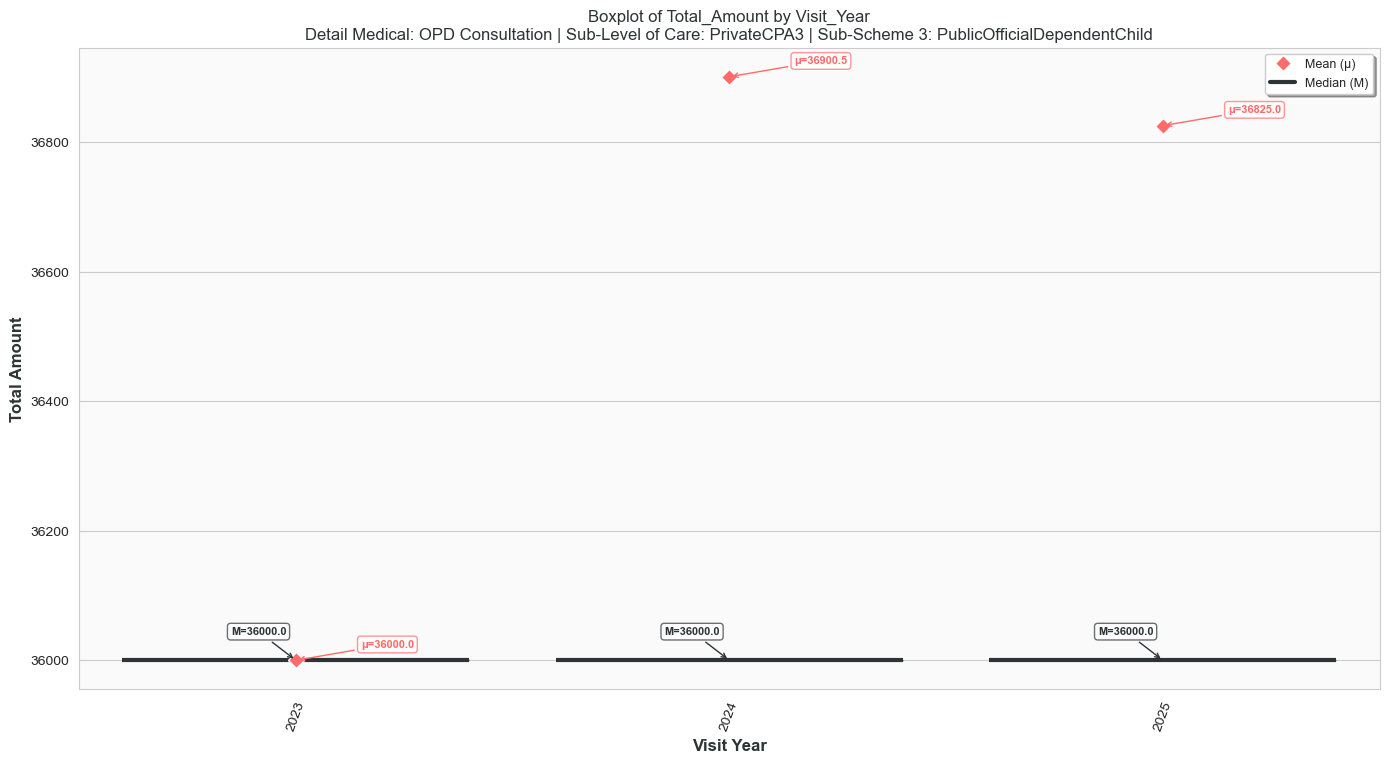 Boxplot of Total_Amount by Visit_Year
Detail Medical: OPD Consultation | Sub-Level of Care: PrivateCPA3 | Sub-Scheme 3: PublicOfficialDependentChild
Mean (μ)
Median (M)
μ=36900.5
μ=36825.0
36800
36600
36400
36200
36000
Total Amount
M=36000.0
μ=36000.0
M=36000.0
M=36000.0
2023
2024
2025
Visit Year